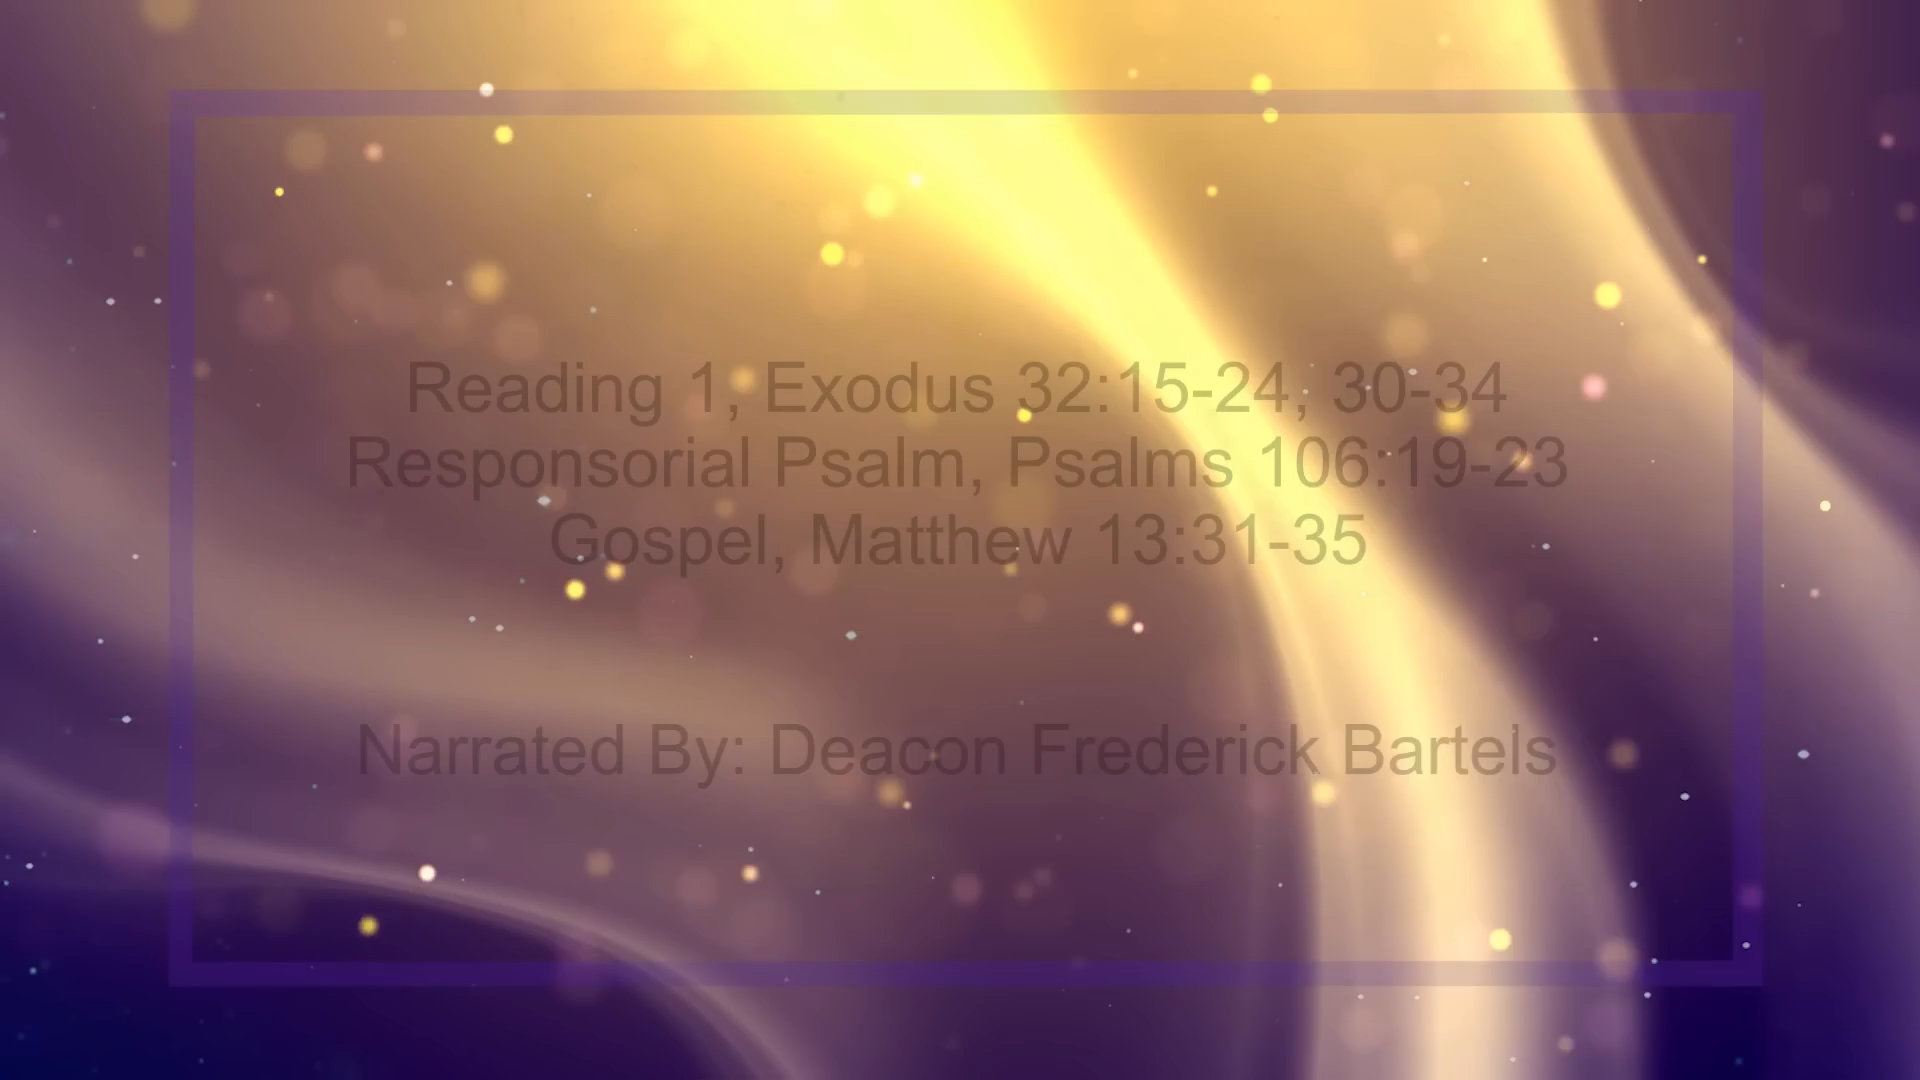 Reading 1, Exodus 32:15-24, 30-34
Responsorial Psalm, Psalms 106:19-23
Gospel, Matthew 13:31-35
Narrated By: Deacon Frederick Bartels